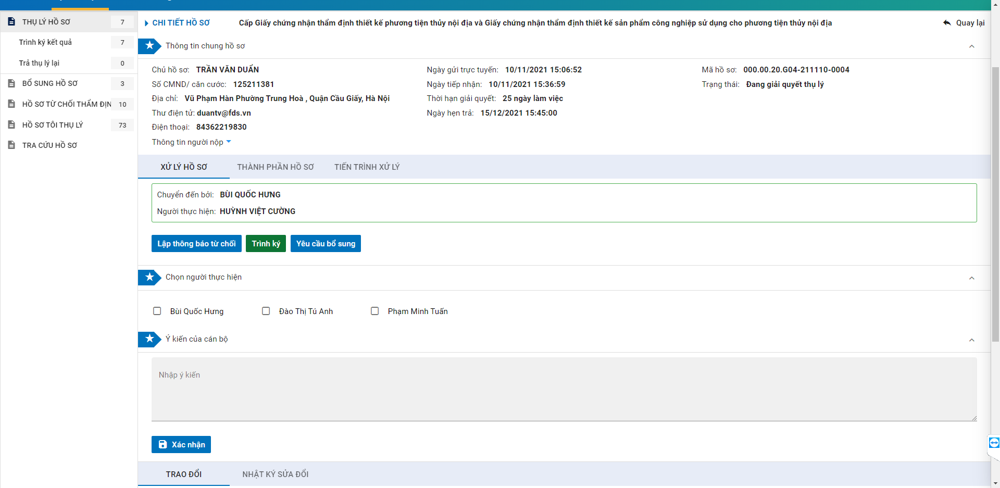 THỤ LÝ HỒ SƠ 7
Trình ký kết quả 7
Trả thụ lý lại 0
BỔ SUNG HỒ SƠ 3
HỒ SƠ TỪ CHỐI THẨM ĐỊN 10
HỒ SƠ TÔI THỤ LÝ 73
TRA CỨU HỒ SƠ
CHI TIẾT HỒ SƠ Cấp Giấy chứng nhận thẩm định thiết kế phương tiện thủy nội địa và Giấy chứng nhận thẩm định thiết kế sản phẩm công nghiệp sử dụng cho phương tiện thủy nội địa Quay lại
Thông tin chung hồ sơ
Chủ hồ sơ: TRẦN VĂN DUẨN
Số CMND/ căn cước: 125211381
Địa chỉ: Vũ Phạm Hàn Phường Trung Hoà , Quận Cầu Giấy, Hà Nội
Thư điện tử: duantv@fds.vn
Điện thoại: 84362219830
Thông tin người nộp
Ngày gửi trực tuyến: 10/11/2021 15:06:52
Ngày tiếp nhận: 10/11/2021 15:36:59
Thời hạn giải quyết: 25 ngày làm việc
Ngày hẹn trả: 15/12/2021 15:45:00
Mã hồ sơ: 000.00.20.G04-211110-0004
Trạng thái: Đang giải quyết thụ lý
XỬ LÝ HỒ SƠ THÀNH PHẦN HỒ SƠ TIẾN TRÌNH XỬ LÝ
Chuyển đến bởi: BÙI QUỐC HƯNG
Người thực hiện: HUỲNH VIỆT CƯỜNG
Lập thông báo từ chối Trình ký Yêu cầu bổ sung
Chọn người thực hiện
Bùi Quốc Hưng Đào Thị Tú Anh Phạm Minh Tuấn
Ý kiến của cán bộ
Nhập ý kiến
Xác nhận
TRAO ĐỔI NHẬT KÝ SỬA ĐỔI